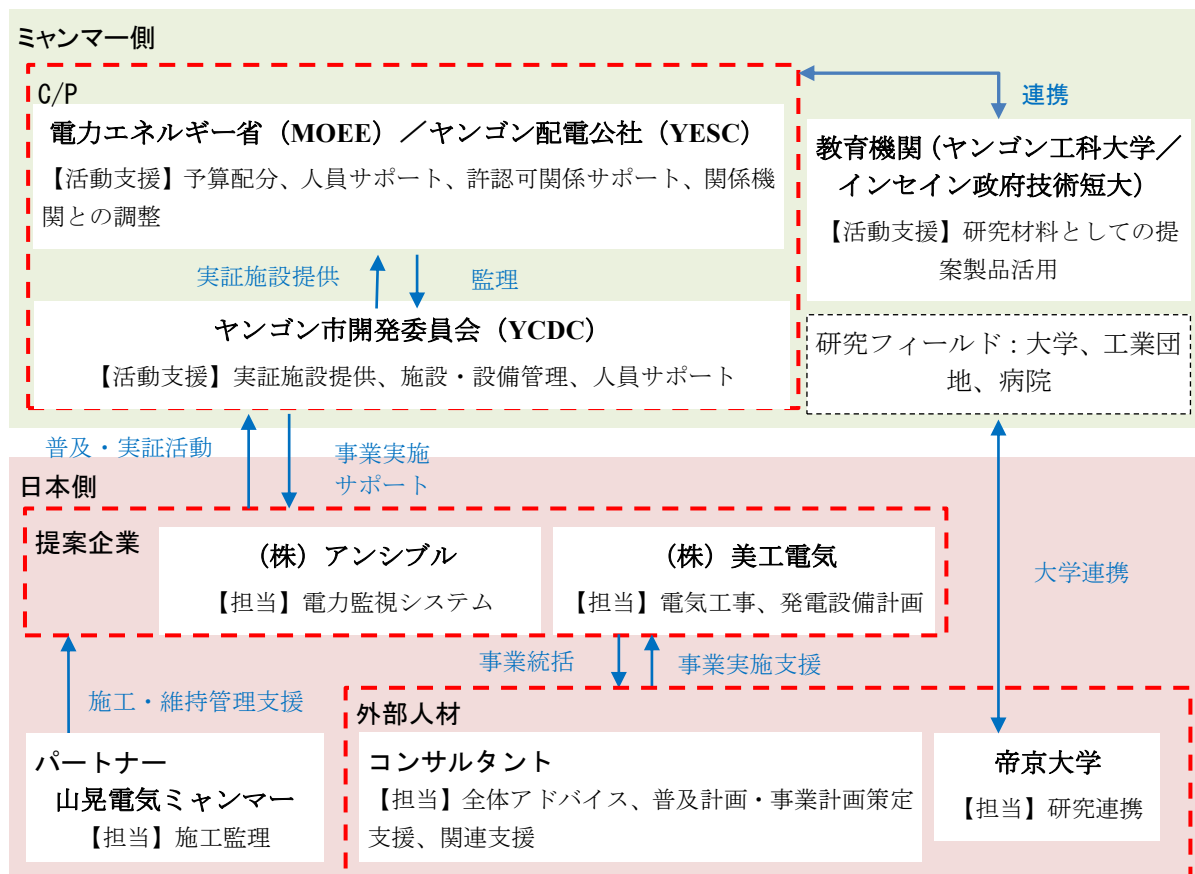 ミャンマー側
C/P
電力エネルギー省（MOEE）／ヤンゴン配電公社（YESC）
【活動支援】予算配分、人員サポート、許認可関係サポート、関係機
関との調整
連携
教育機関（ヤンゴン工科大学／
インセイン政府技術短大）
【活動支援】研究材料としての提
案製品活用
実証施設提供
監理
ヤンゴン市開発委員会（YCDC）
【活動支援】実証施設提供、施設・設備管理、人員サポート
研究フィールド：大学、工業団
地、病院
普及・実証活動
事業実施
サポート
日本側
提案企業
（株）アンシブル
【担当】電力監視システム
（株）美工電気
【担当】電気工事、発電設備計画
大学連携
事業統括
事業実施支援
施工・維持管理支援
外部人材
パートナー
山晃電気ミャンマー
【担当】施工監理
コンサルタント
【担当】全体アドバイス、普及計画・事業計画策定
支援、関連支援
帝京大学
【担当】研究連携